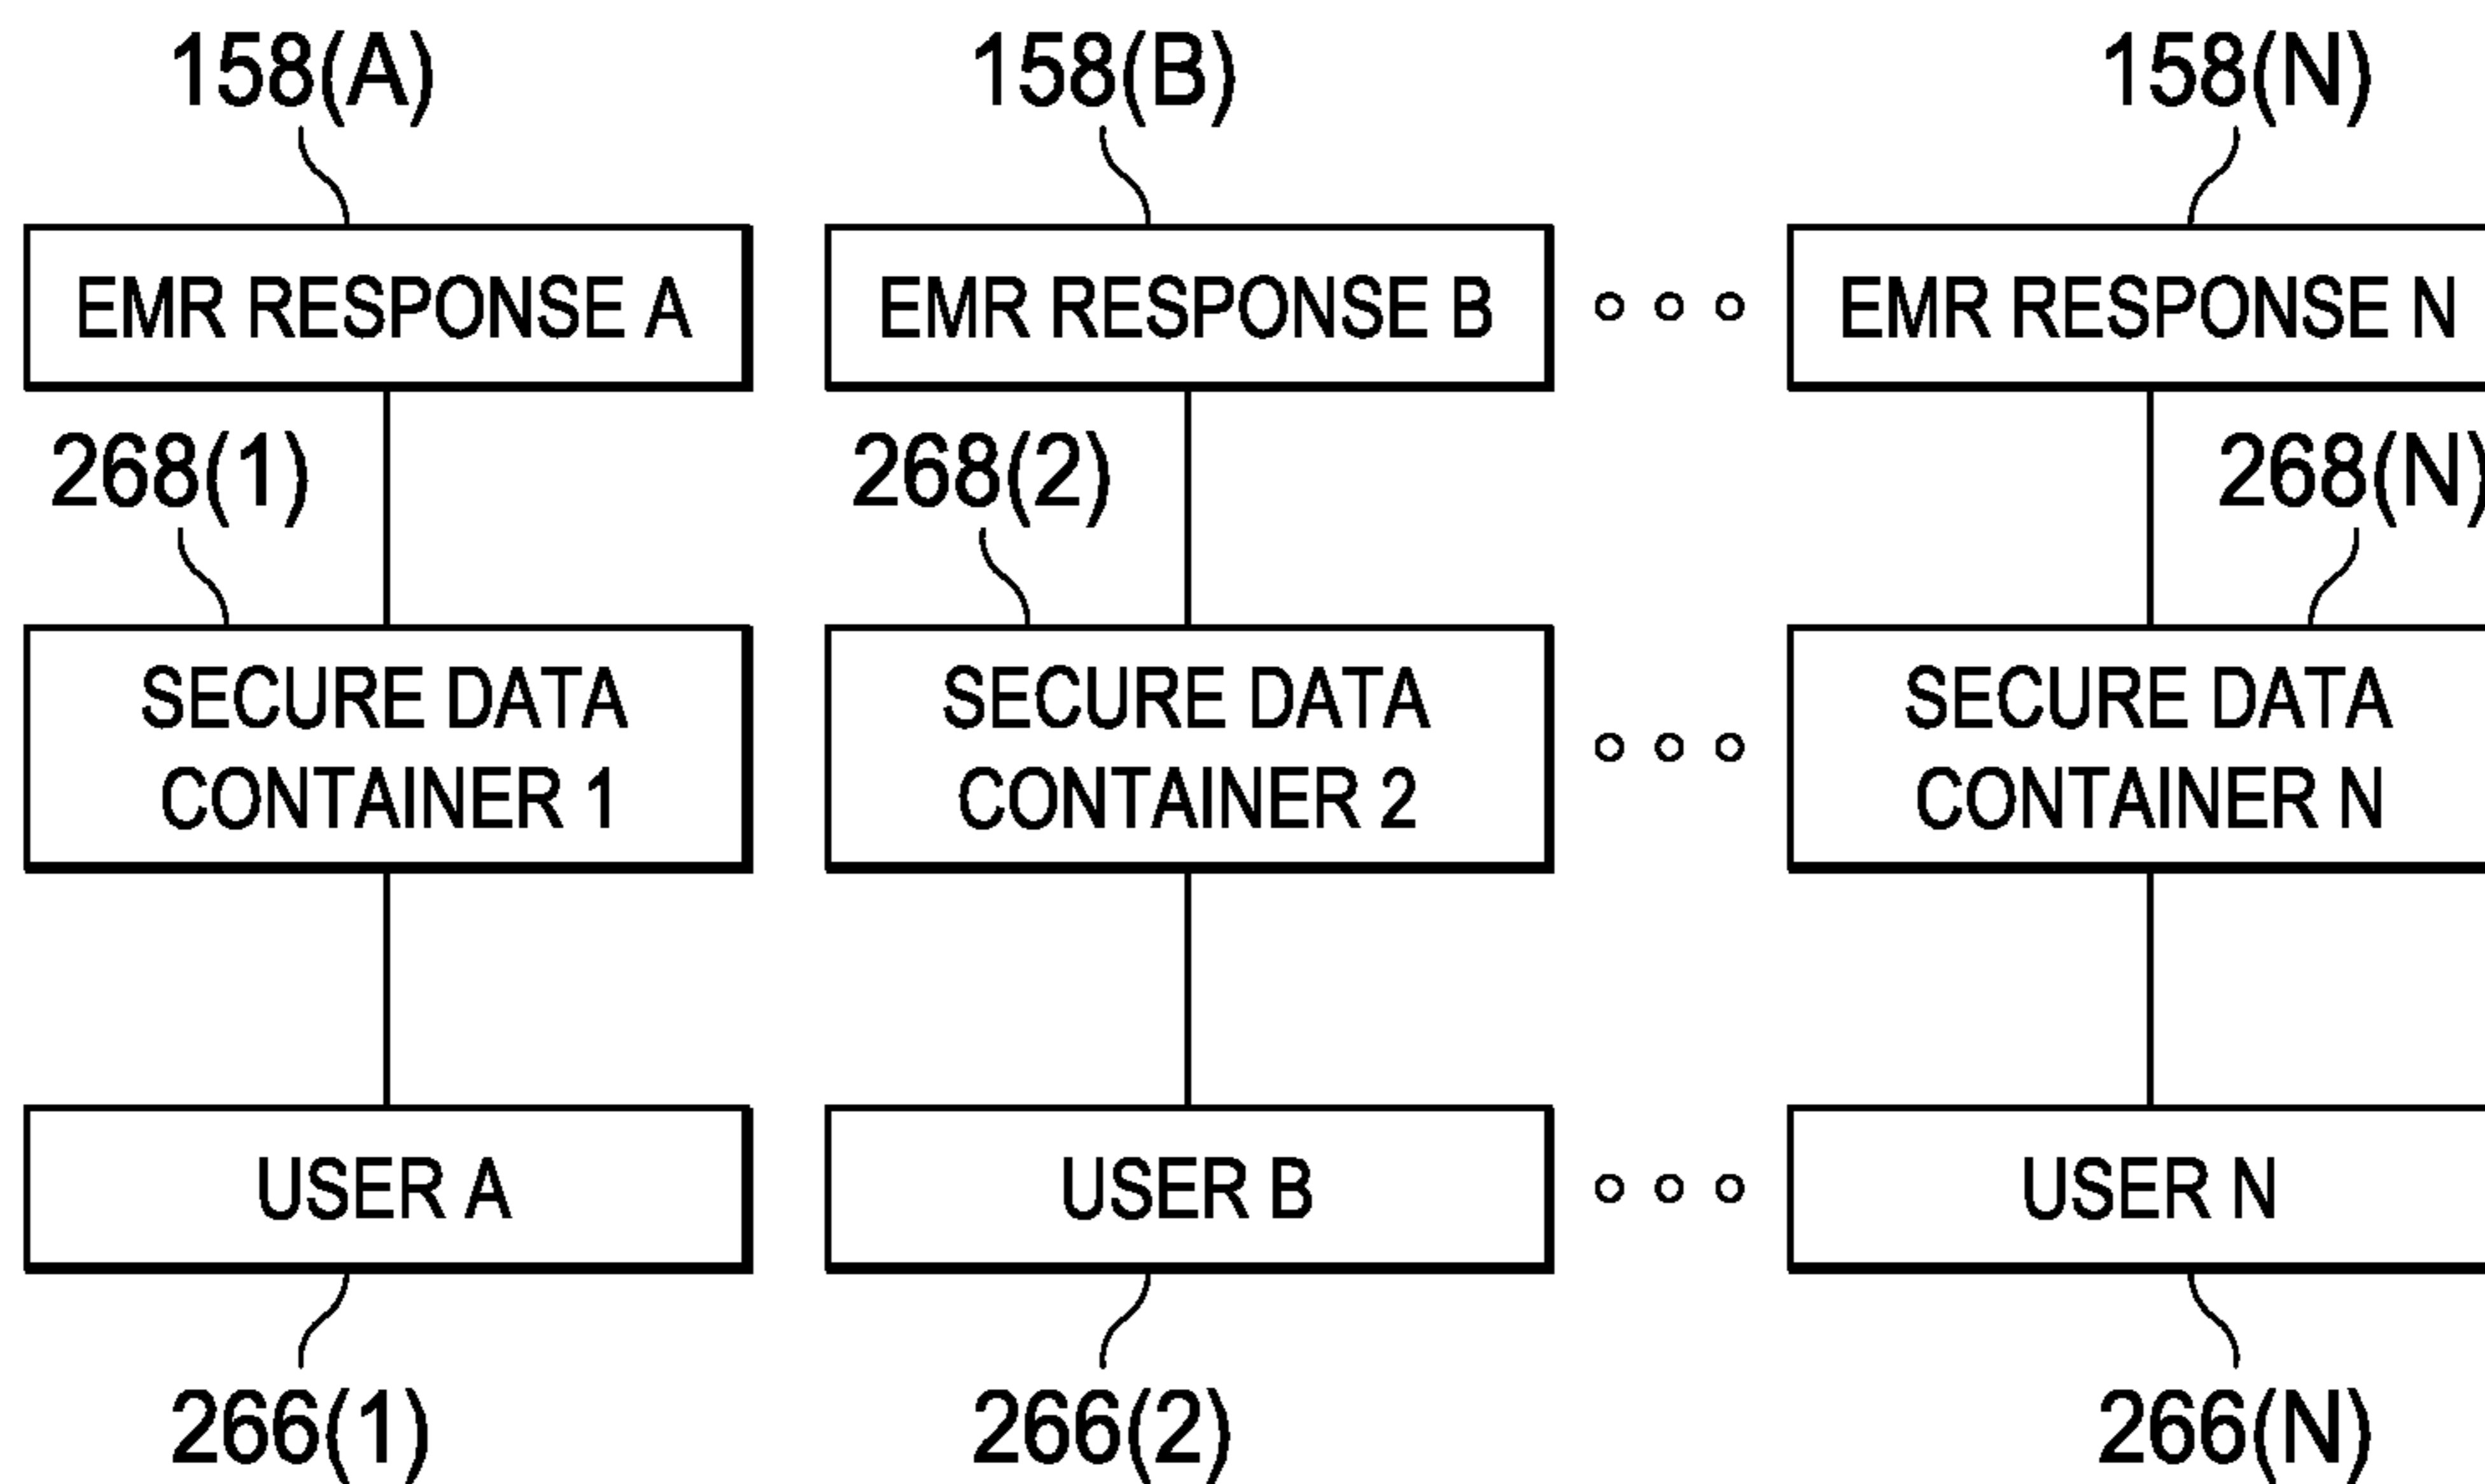 158(A)
158(B)
158(N)
EMR RESPONSE A
EMR RESPONSE B
EMR RESPONSE N
268(1)
268(2)
268(N)
SECURE DATA
CONTAINER 1
SECURE DATA
CONTAINER 2
SECURE DATA
CONTAINER N
USER A
USER B
USER N
266(1)
266(2)
266(N)